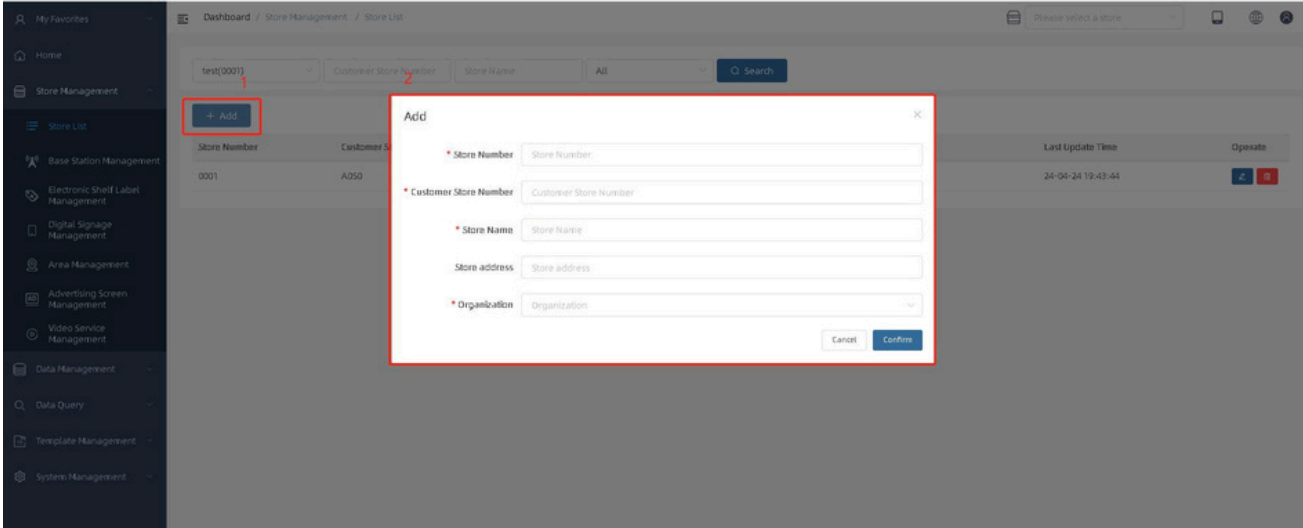 My Favorites
Dashboard / Store Management / Store List
Please select a store
Home
test(0001)
Customer Store Number
Store Name
All
Search
1
2
Store Management
+ Add
Store List
Base Station Management
Electronic Shelf Label
Management
Digital Signage
Management
Area Management
Advertising Screen
Management
Video Service
Management
Data Management
Data Query
Template Management
System Management
Store Number
Customer S
Last Update Time
Operate
0001
A050
24-04-24 19:43:44
Add
* Store Number
Store Number
* Customer Store Number
Customer Store Number
* Store Name
Store Name
Store address
Store address
* Organization
Organization
Cancel
Confirm